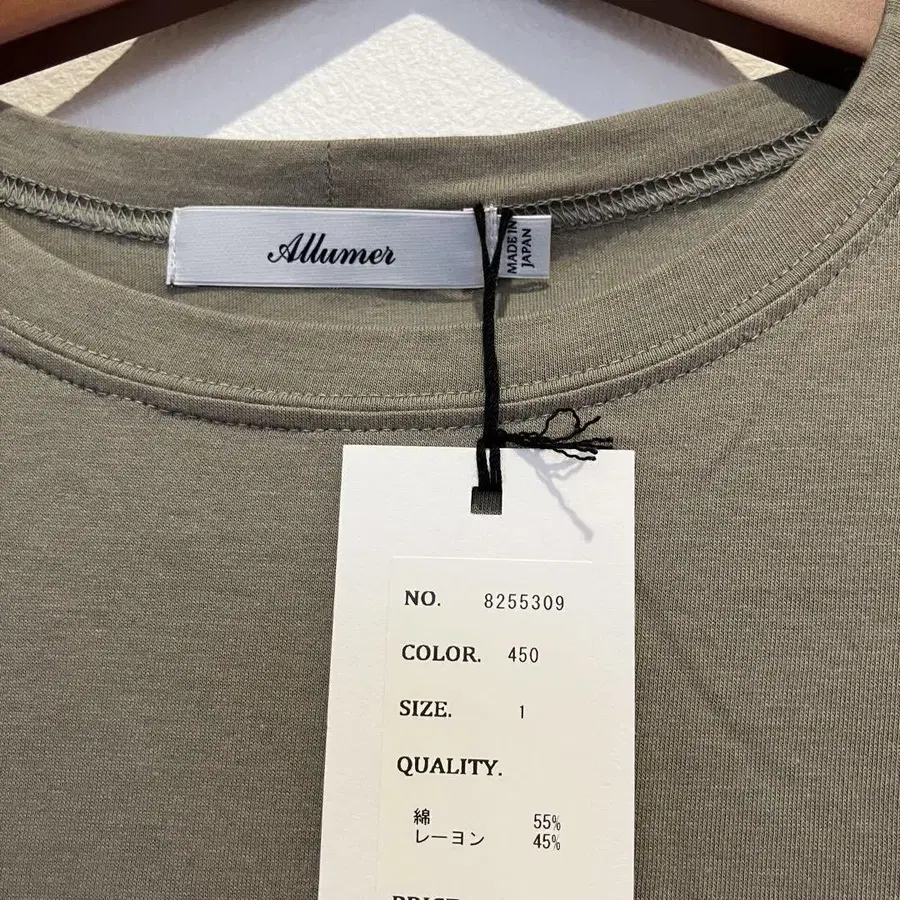 Allumer
MADE IN
JAPAN
NO. 8255309
COLOR. 450
SIZE. 1
QUALITY.
綿 55%
レーヨン 45%